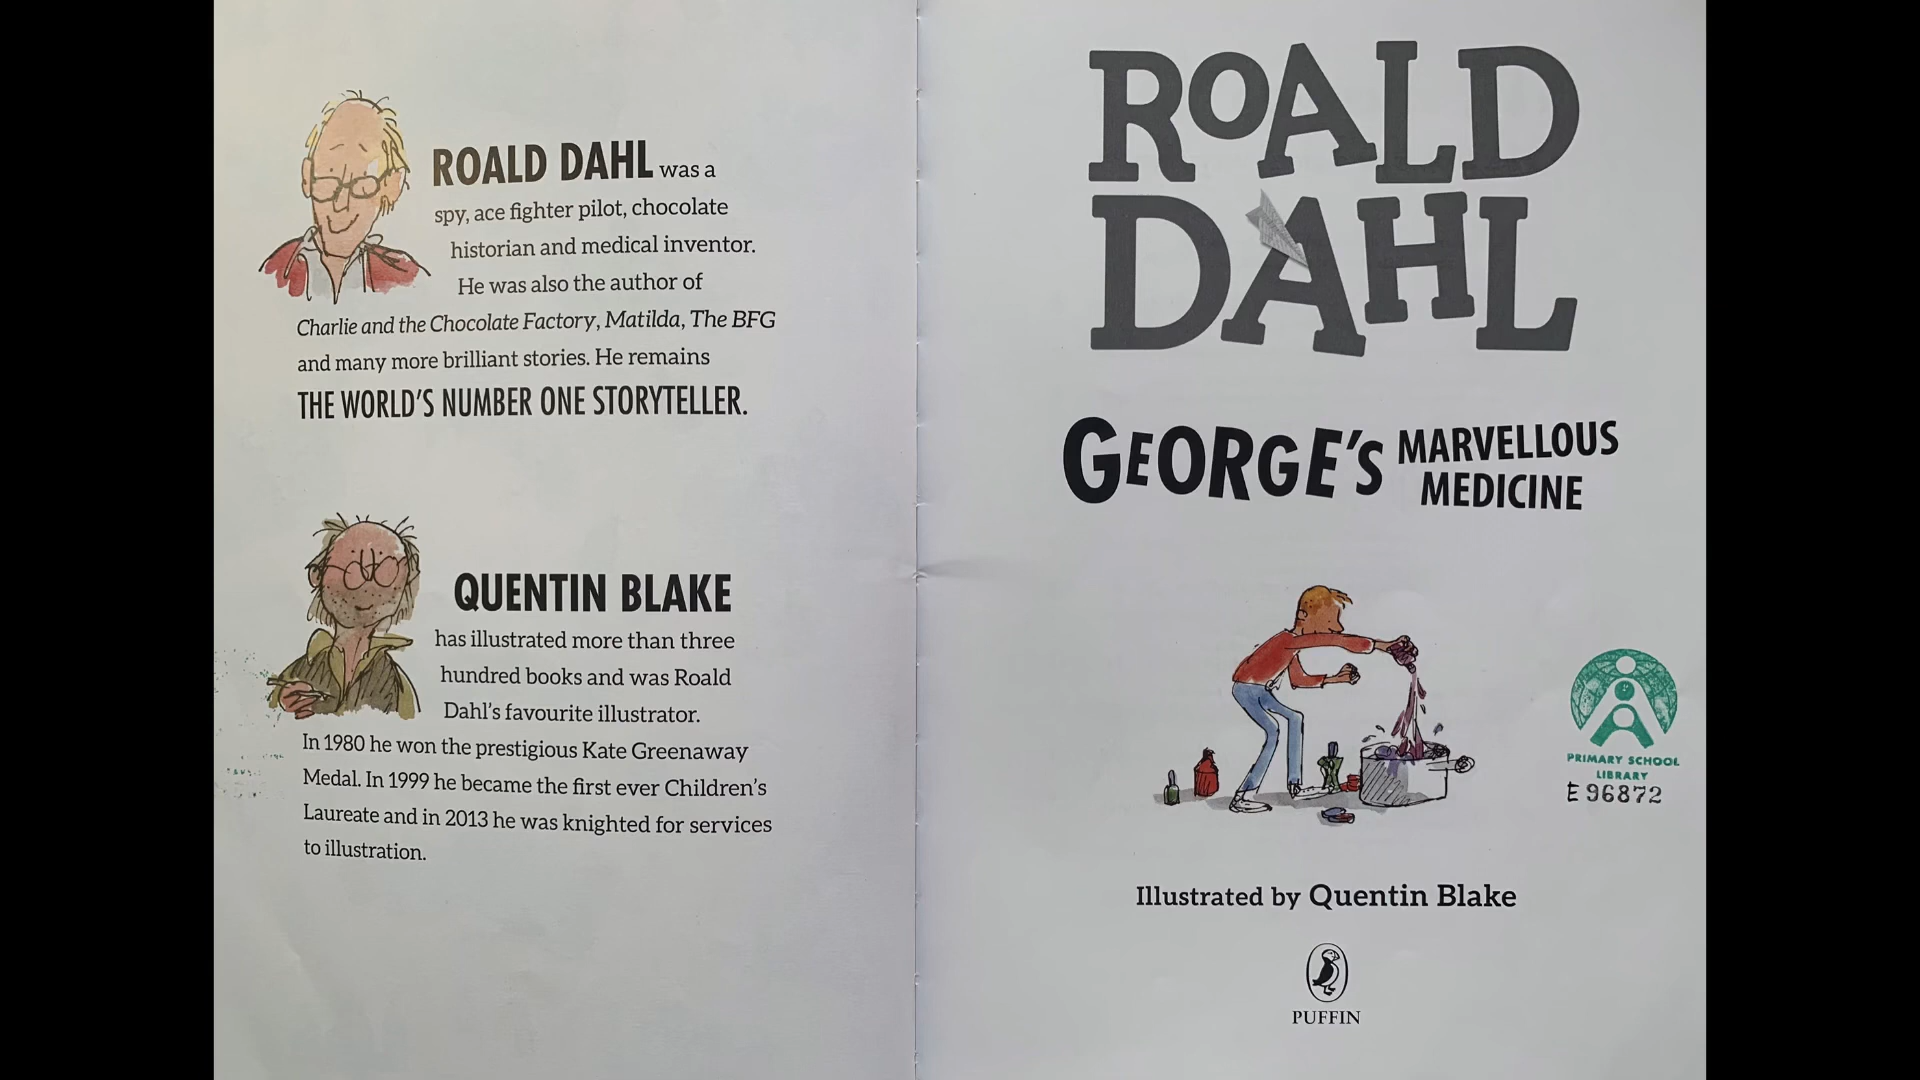 ROALD DAHL was a
spy, ace fighter pilot, chocolate
historian and medical inventor.
He was also the author of
Charlie and the Chocolate Factory, Matilda, The BFG
and many more brilliant stories. He remains
THE WORLD'S NUMBER ONE STORYTELLER.
QUENTIN BLAKE
has illustrated more than three
hundred books and was Roald
Dahl's favourite illustrator.
In 1980 he won the prestigious Kate Greenaway
Medal. In 1999 he became the first ever Children's
Laureate and in 2013 he was knighted for services
to illustration.
ROALD
DAHL
GEORGE'S MARVELLOUS
MEDICINE
PRIMARY SCHOOL
LIBRARY
E 96872
Illustrated by Quentin Blake
PUFFIN